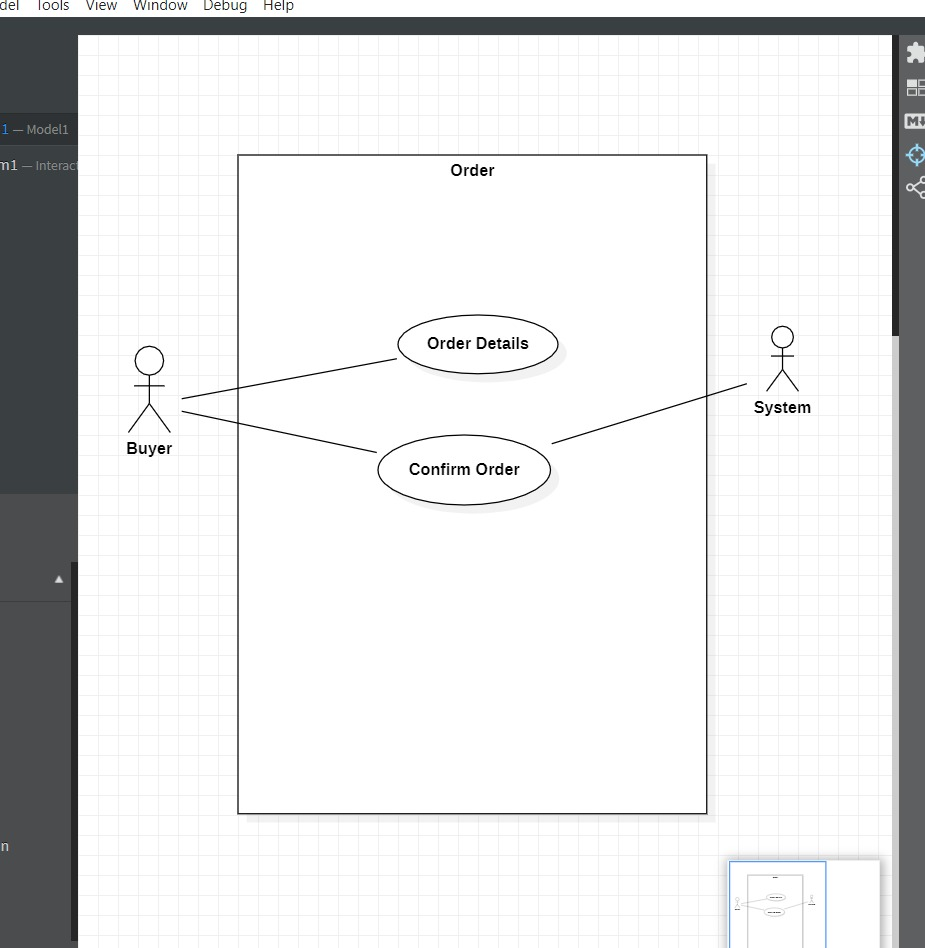 del Tools View Window Debug Help
1 — Model1
m1 — Interact
Order
Order Details
Confirm Order
Buyer
System
n
M